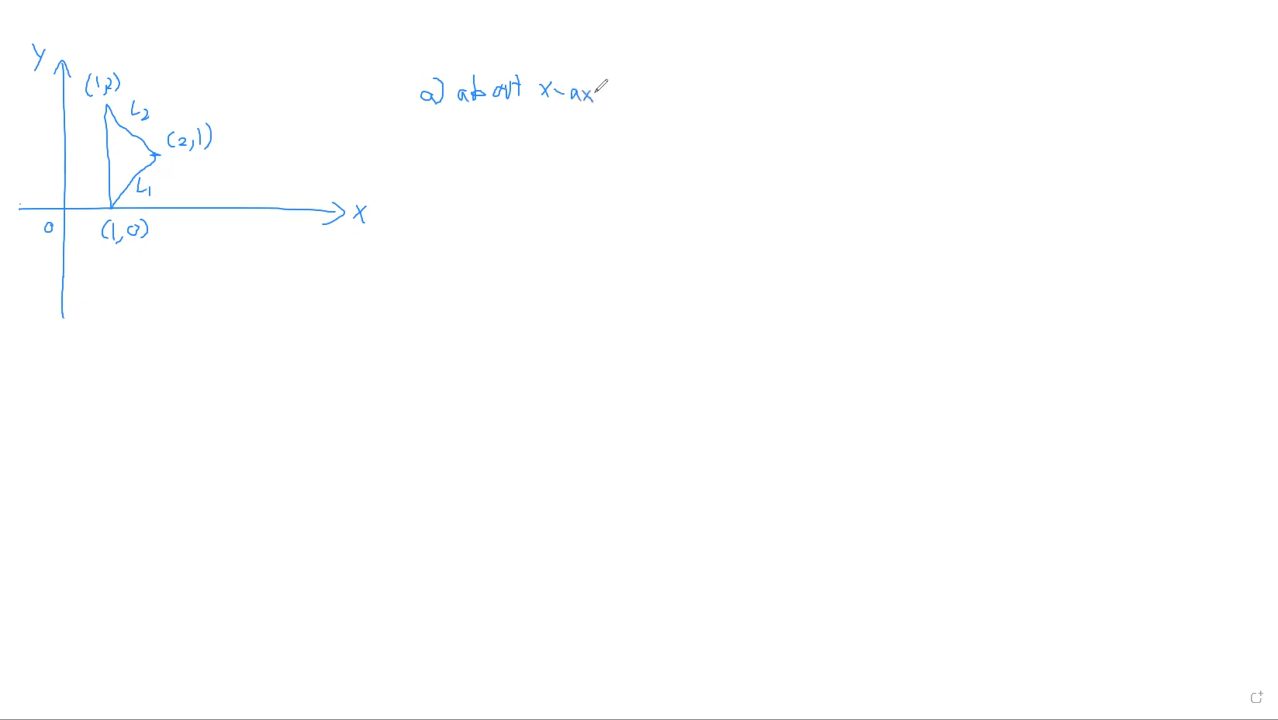 y
(1,2)
L2
(2,1)
L1
0
(1,0)
x
a) about x-ax